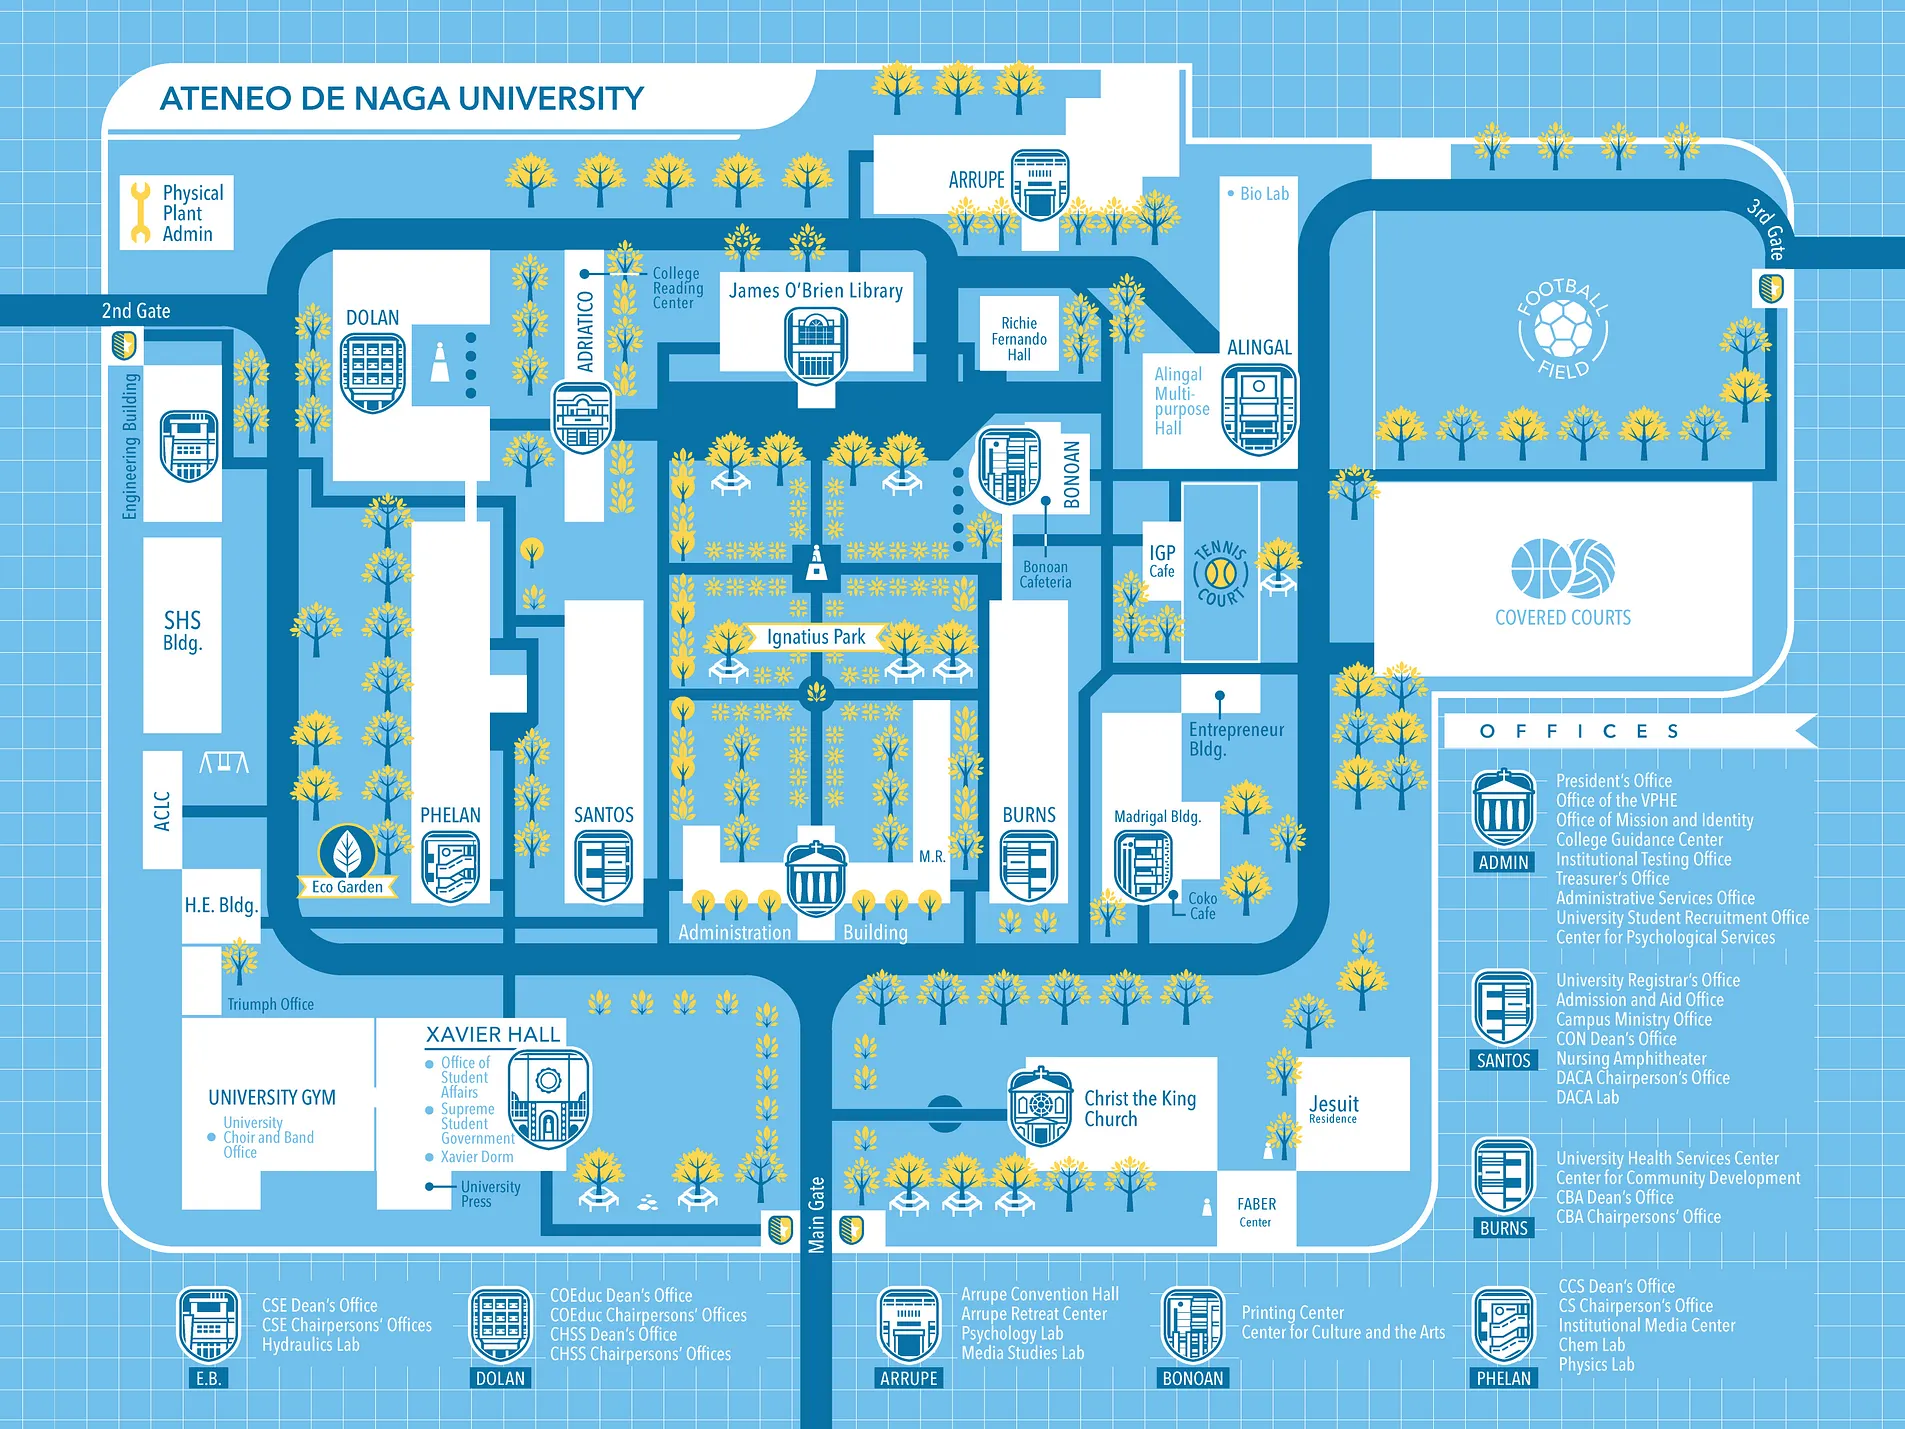 ATENEO DE NAGA UNIVERSITY
Physical
Plant
Admin
ARRUPE
Bio Lab
3rd Gate
2nd Gate
DOLAN
ADRIATICO
College
Reading
Center
James O'Brien Library
Richie
Fernando
Hall
ALINGAL
Alingal
Multi-
purpose
Hall
FOOTBALL
FIELD
Engineering Building
BONOAN
Bonoan
Cafeteria
IGP
Cafe
TENNIS
COURT
COVERED COURTS
SHS
Bldg.
Ignatius Park
Entrepreneur
Bldg.
ACLC
PHELAN
SANTOS
BURNS
Madrigal Bldg.
M.R.
Eco Garden
H.E. Bldg.
Coko
Cafe
Administration Building
Triumph Office
XAVIER HALL
Office of
Student
Affairs
Supreme
Student
Government
Xavier Dorm
University
Press
UNIVERSITY GYM
University
Choir and Band
Office
Christ the King
Church
Jesuit
Residence
FABER
Center
Main Gate
OFFICES
ADMIN
President's Office
Office of the VPHE
Office of Mission and Identity
College Guidance Center
Institutional Testing Office
Treasurer's Office
Administrative Services Office
University Student Recruitment Office
Center for Psychological Services
SANTOS
University Registrar's Office
Admission and Aid Office
Campus Ministry Office
CON Dean's Office
Nursing Amphitheater
DACA Chairperson's Office
DACA Lab
BURNS
University Health Services Center
Center for Community Development
CBA Dean's Office
CBA Chairpersons' Office
E.B.
CSE Dean's Office
CSE Chairpersons' Offices
Hydraulics Lab
DOLAN
COEduc Dean's Office
COEduc Chairpersons' Offices
CHSS Dean's Office
CHSS Chairpersons' Offices
ARRUPE
Arrupe Convention Hall
Arrupe Retreat Center
Psychology Lab
Media Studies Lab
BONOAN
Printing Center
Center for Culture and the Arts
PHELAN
CCS Dean's Office
CS Chairperson's Office
Institutional Media Center
Chem Lab
Physics Lab